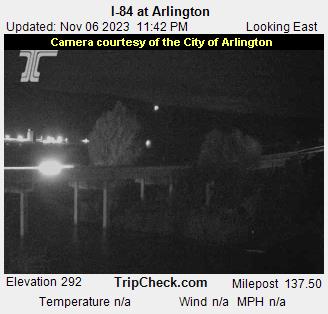 I-84 at Arlington
Updated: Nov 06 2023 11:42 PM Looking East
Camera courtesy of the City of Arlington
Elevation 292 TripCheck.com Milepost 137.50
Temperature n/a Wind n/a MPH n/a